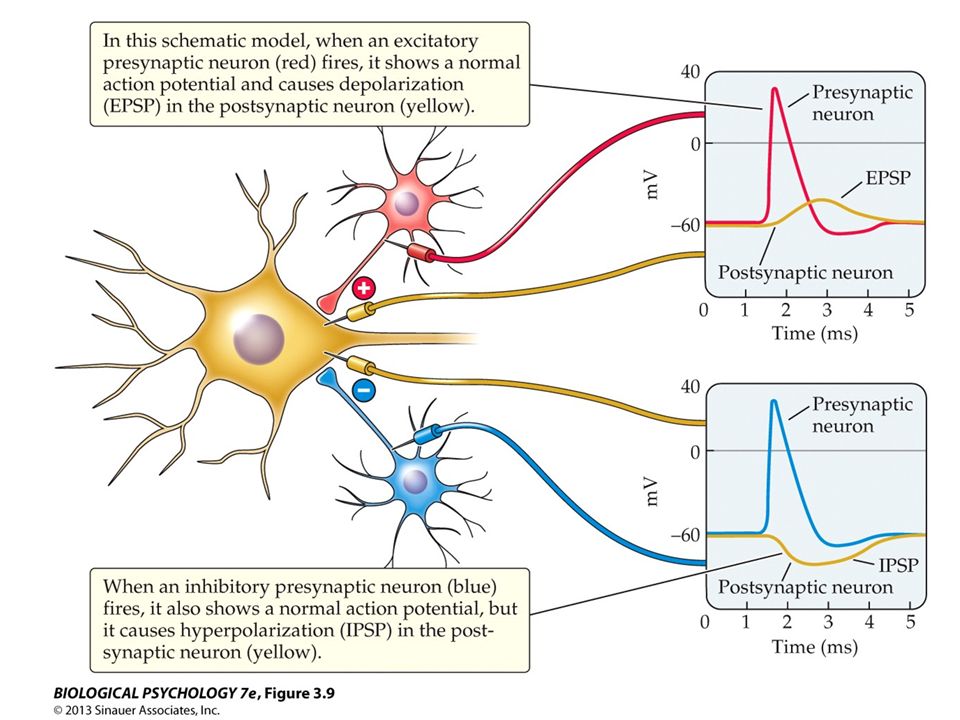 In this schematic model, when an excitatory
presynaptic neuron (red) fires, it shows a normal
action potential and causes depolarization
(EPSP) in the postsynaptic neuron (yellow).
40
Presynaptic
neuron
0
mV
EPSP
–60
Postsynaptic neuron
0 1 2 3 4 5
Time (ms)
+
–
40
Presynaptic
neuron
0
mV
–60
IPSP
Postsynaptic neuron
0 1 2 3 4 5
Time (ms)
When an inhibitory presynaptic neuron (blue)
fires, it also shows a normal action potential, but
it causes hyperpolarization (IPSP) in the post-
synaptic neuron (yellow).
BIOLOGICAL PSYCHOLOGY 7e, Figure 3.9
© 2013 Sinauer Associates, Inc.